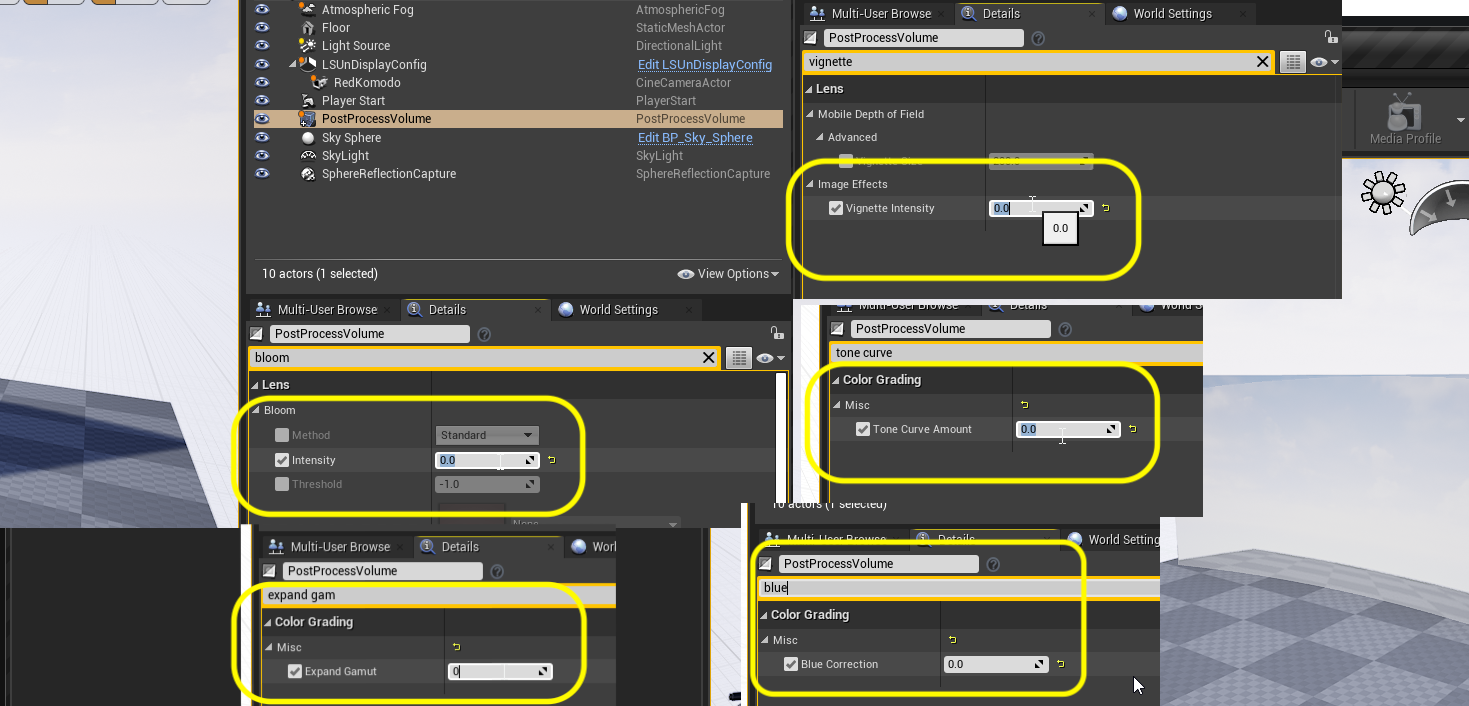 Atmospheric Fog AtmosphericFog
Floor StaticMeshActor
Light Source DirectionalLight
LSUnDisplayConfig Edit LSUnDisplayConfig
RedKomodo CineCameraActor
Player Start PlayerStart
PostProcessVolume PostProcessVolume
Sky Sphere Edit BP_Sky_Sphere
SkyLight SkyLight
SphereReflectionCapture SphereReflectionCapture
10 actors (1 selected) View Options
Multi-User Browse Details World Settings
PostProcessVolume
vignette
Lens
Mobile Depth of Field
Advanced
Image Effects
Vignette Intensity 0.0
0.0
Media Profile
Multi-User Browse Details World Settings
PostProcessVolume
bloom
Lens
Bloom
Method Standard
Intensity 0.0
Threshold -1.0
None
Multi-User Browse Details World S
PostProcessVolume
tone curve
Color Grading
Misc
Tone Curve Amount 0.0
Multi-User Browse Details Worl
PostProcessVolume
expand gam
Color Grading
Misc
Expand Gamut 0
10 actors (1 selected)
Multi-User Browse Details World Setting
PostProcessVolume
blue
Color Grading
Misc
Blue Correction 0.0